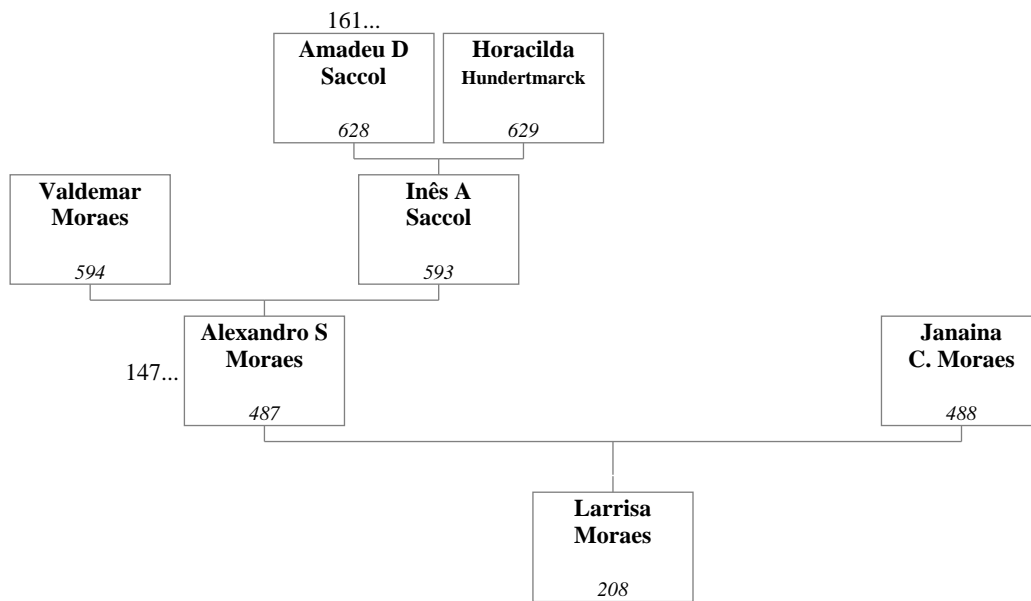 161...
Amadeu D
Saccol
628
Horacilda
Hundertmarck
629
Valdemar
Moraes
594
Inês A
Saccol
593
147...
Alexandro S
Moraes
487
Janaina
C. Moraes
488
Larrisa
Moraes
208